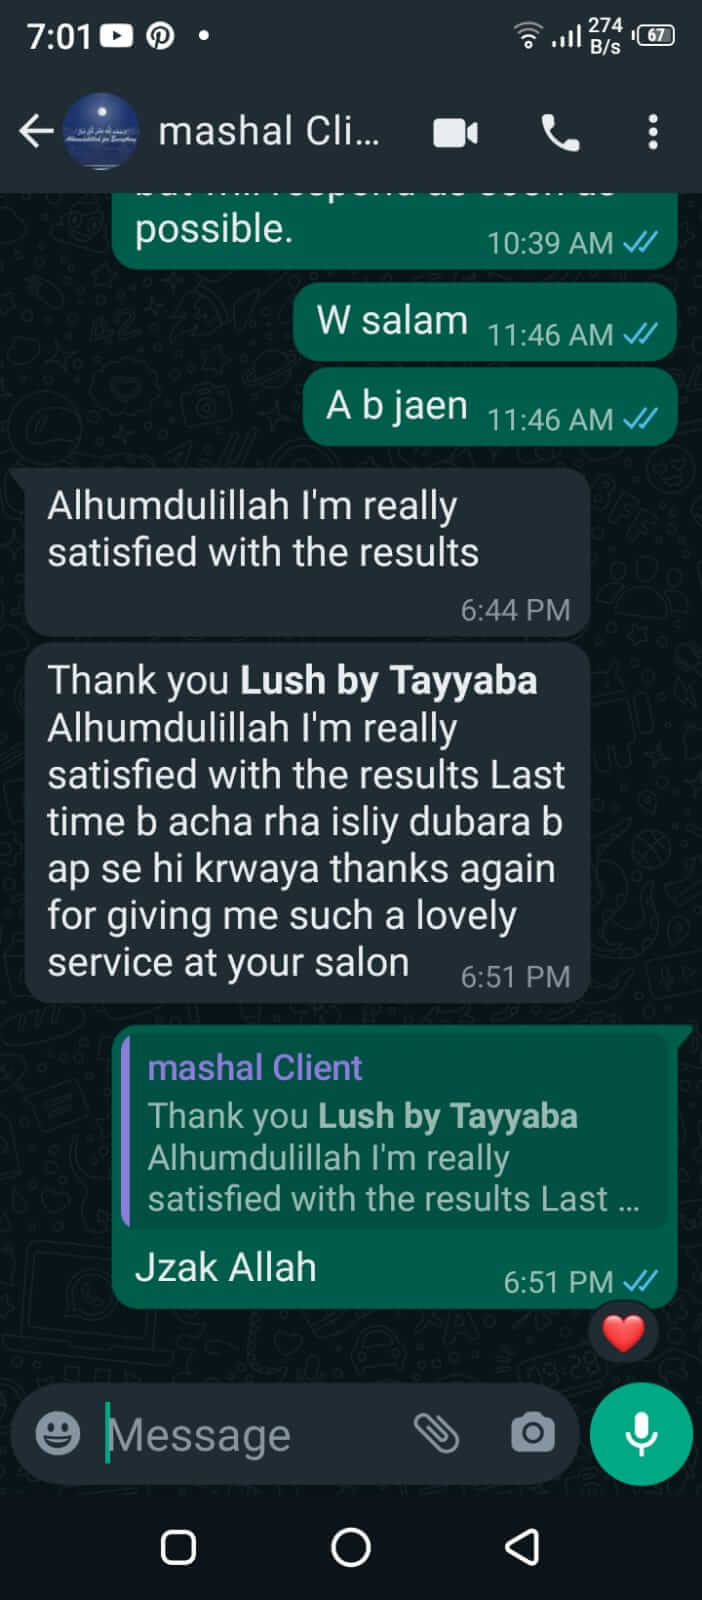 7:01
274
B/s
67
mashal Cli...
possible.
10:39 AM
W salam
11:46 AM
A b jaen
11:46 AM
Alhumdulillah I'm really
satisfied with the results
6:44 PM
Thank you Lush by Tayyaba
Alhumdulillah I'm really
satisfied with the results Last
time b acha rha isliy dubara b
ap se hi krwaya thanks again
for giving me such a lovely
service at your salon
6:51 PM
mashal Client
Thank you Lush by Tayyaba
Alhumdulillah I'm really
satisfied with the results Last ...
Jzak Allah
6:51 PM
Message